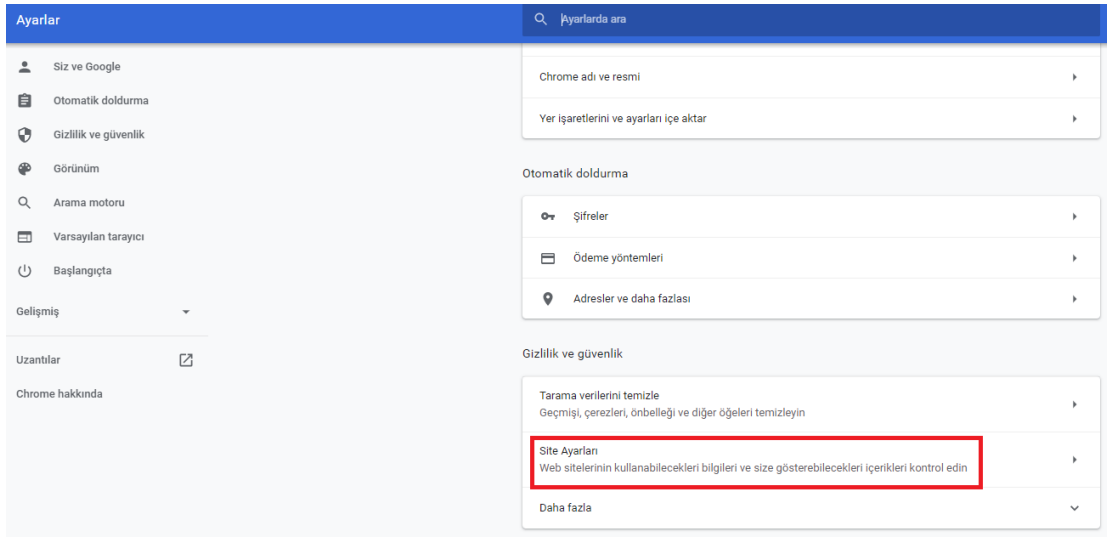 Ayarlar
Ayarlarda ara
Siz ve Google
Otomatik doldurma
Gizlilik ve güvenlik
Görünüm
Arama motoru
Varsayılan tarayıcı
Başlangıçta
Gelişmiş
Uzantılar
Chrome hakkında
Chrome adı ve resmi
Yer işaretlerini ve ayarları içe aktar
Otomatik doldurma
Şifreler
Ödeme yöntemleri
Adresler ve daha fazlası
Gizlilik ve güvenlik
Tarama verilerini temizle
Geçmişi, çerezleri, önbelleği ve diğer öğeleri temizleyin
Site Ayarları
Web sitelerinin kullanabilecekleri bilgileri ve size gösterebilecekleri içerikleri kontrol edin
Daha fazla